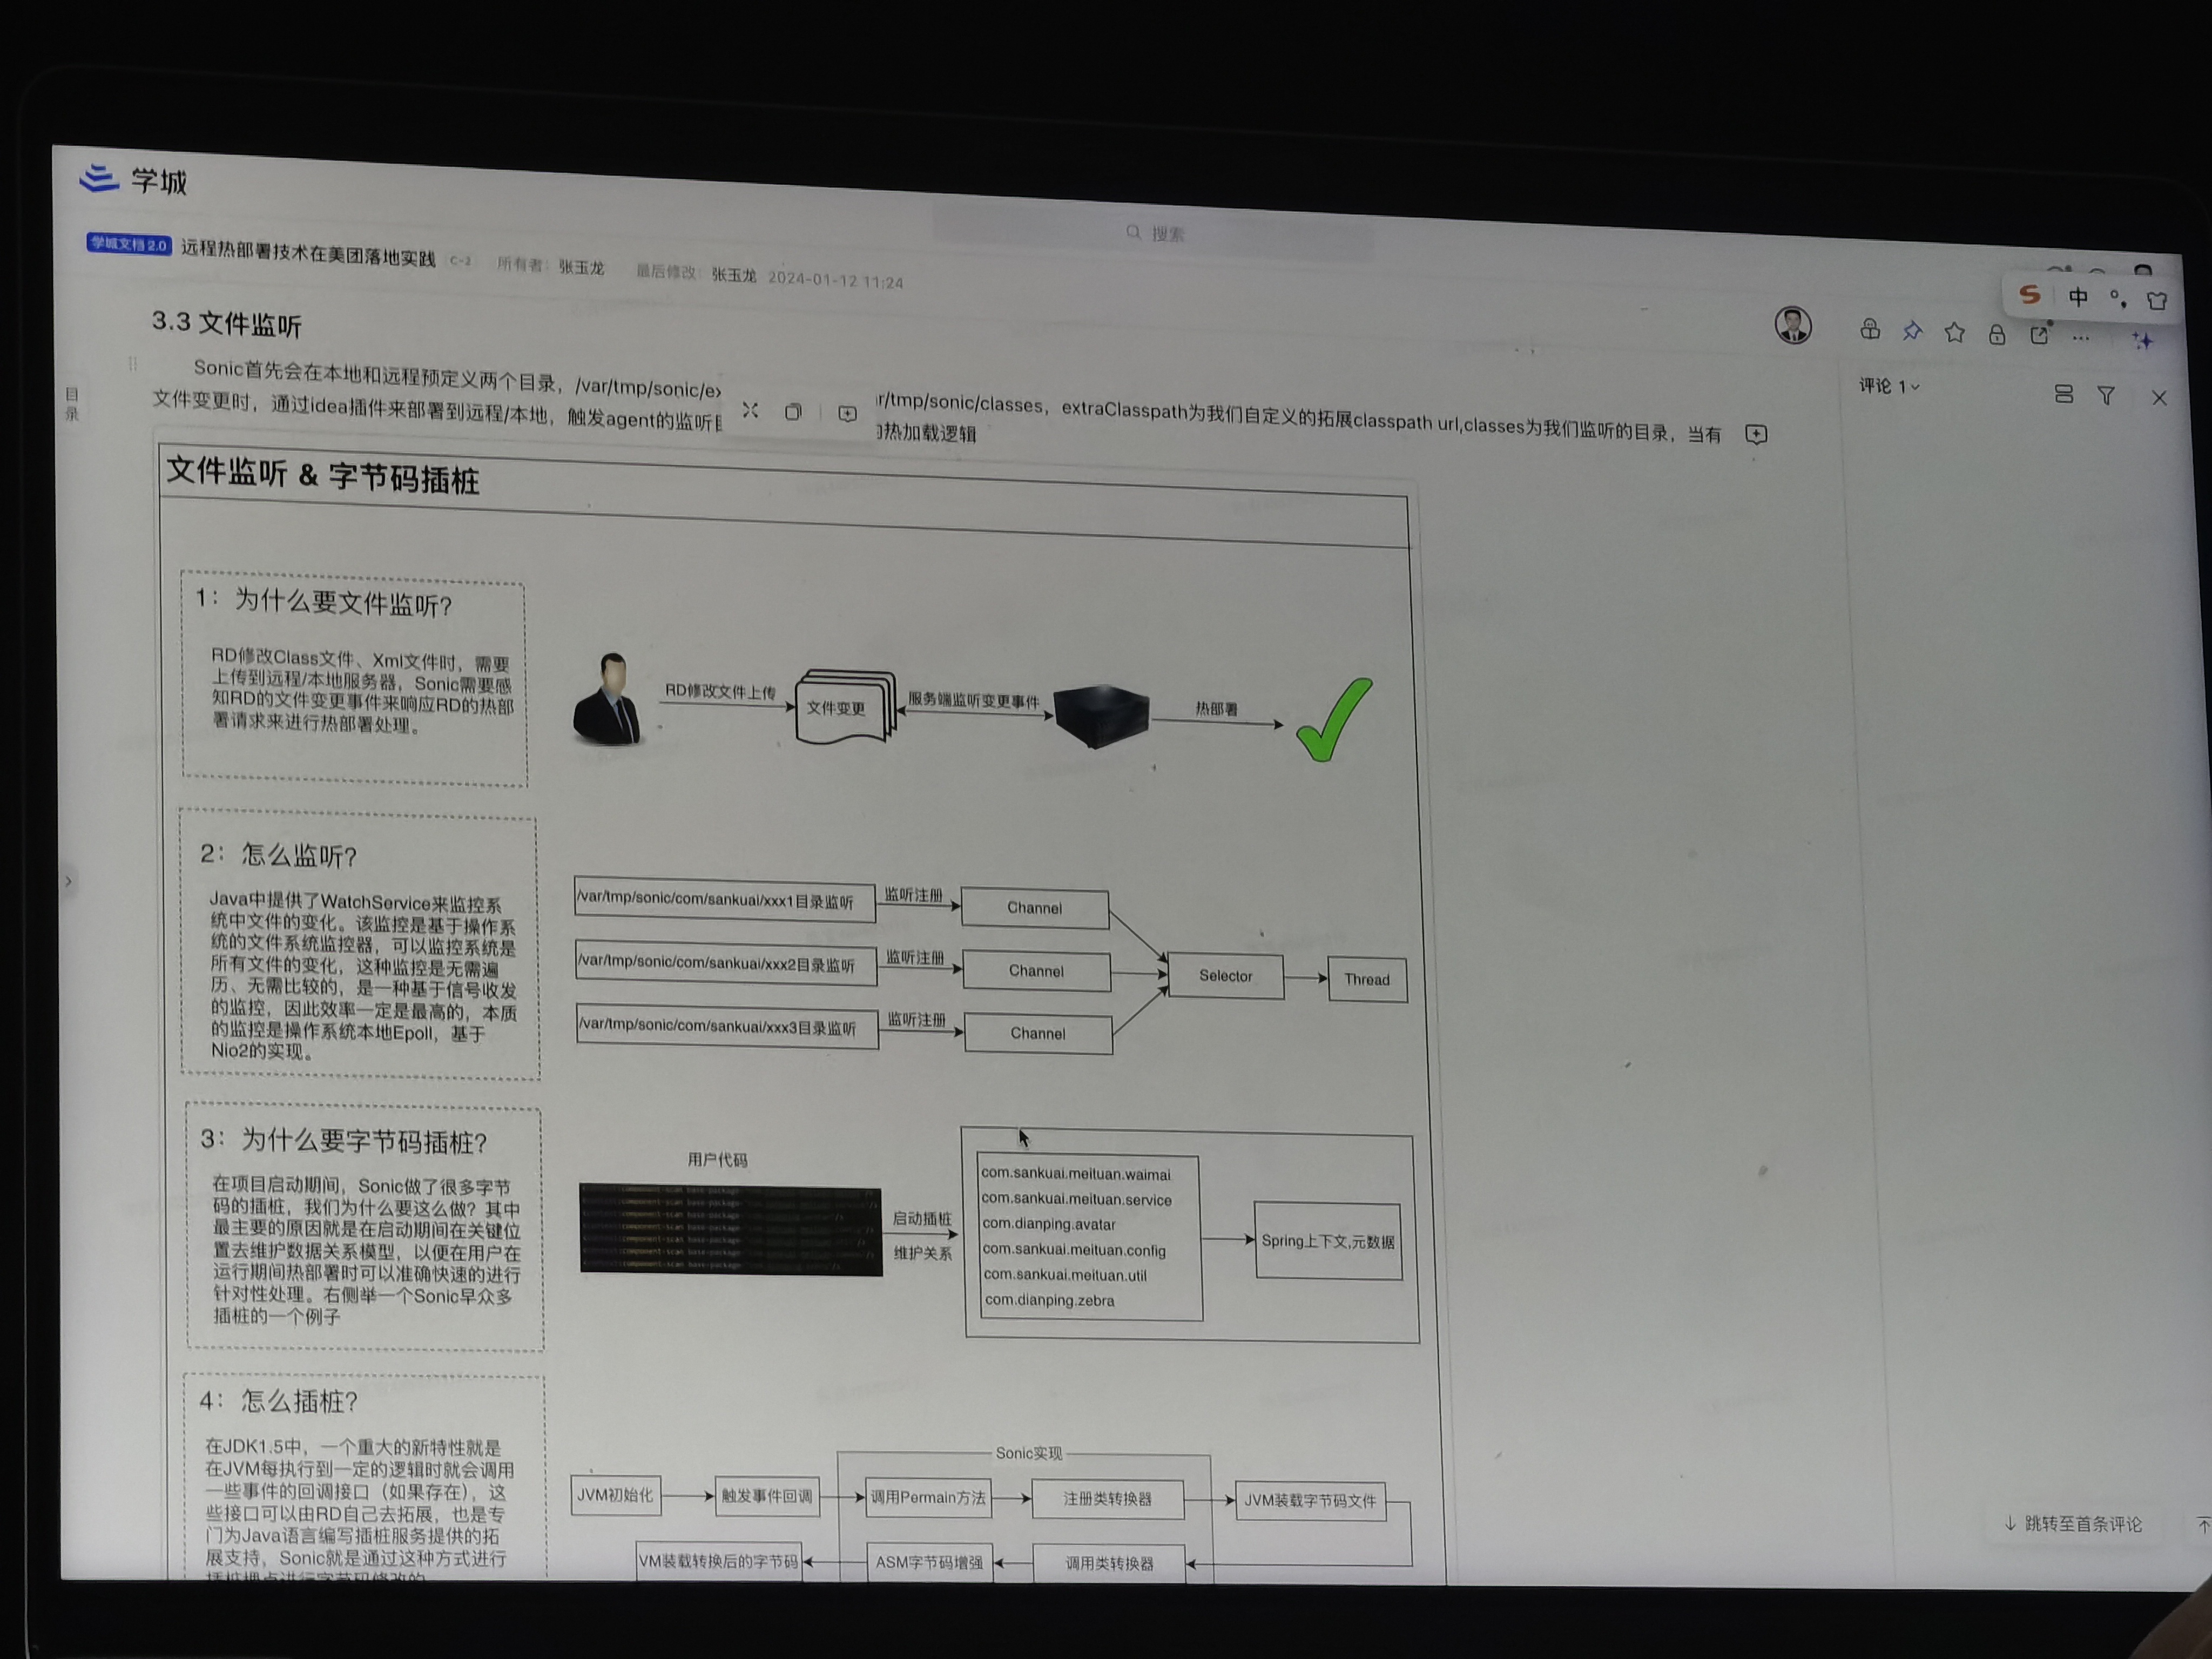 学城
搜索
学城文档2.0 远程热部署技术在美团落地实践 C-2 所有者：张玉龙 最后修改：张玉龙 2024-01-12 11:24
中
3.3 文件监听
评论 1
目录
Sonic首先会在本地和远程预定义两个目录，/var/tmp/sonic/ex r/tmp/sonic/classes，extraClasspath为我们自定义的拓展classpath url,classes为我们监听的目录，当有
文件变更时，通过idea插件来部署到远程/本地，触发agent的监听 的热加载逻辑
文件监听 & 字节码插桩
1：为什么要文件监听?
RD修改Class文件、Xml文件时，需要
上传到远程/本地服务器，Sonic需要感
知RD的文件变更事件来响应RD的热部
署请求来进行热部署处理。
RD修改文件上传
文件变更
服务端监听变更事件
热部署
2：怎么监听?
Java中提供了WatchService来监控系
统中文件的变化。该监控是基于操作系
统的文件系统监控器，可以监控系统是
所有文件的变化，这种监控是无需遍
历、无需比较的，是一种基于信号收发
的监控，因此效率一定是最高的，本质
的监控是操作系统本地Epoll，基于
Nio2的实现。
/var/tmp/sonic/com/sankuai/xxx1目录监听 监听注册 Channel
/var/tmp/sonic/com/sankuai/xxx2目录监听 监听注册 Channel
/var/tmp/sonic/com/sankuai/xxx3目录监听 监听注册 Channel
Selector
Thread
3：为什么要字节码插桩?
在项目启动期间，Sonic做了很多字节
码的插桩，我们为什么要这么做？其中
最主要的原因就是在启动期间在关键位
置去维护数据关系模型，以便在用户在
运行期间热部署时可以准确快速的进行
针对性处理。右侧举一个Sonic早众多
插桩的一个例子
用户代码
启动插桩
维护关系
com.sankuai.meituan.waimai
com.sankuai.meituan.service
com.dianping.avatar
com.sankuai.meituan.config
com.sankuai.meituan.util
com.dianping.zebra
Spring上下文,元数据
4：怎么插桩?
在JDK1.5中，一个重大的新特性就是
在JVM每执行到一定的逻辑时就会调用
一些事件的回调接口（如果存在），这
些接口可以由RD自己去拓展，也是专
门为Java语言编写插桩服务提供的拓
展支持，Sonic就是通过这种方式进行
插桩埋点进行字节码修改的
Sonic实现
JVM初始化
触发事件回调
调用Permain方法
注册类转换器
JVM装载字节码文件
VM装载转换后的字节码
ASM字节码增强
调用类转换器
跳转至首条评论